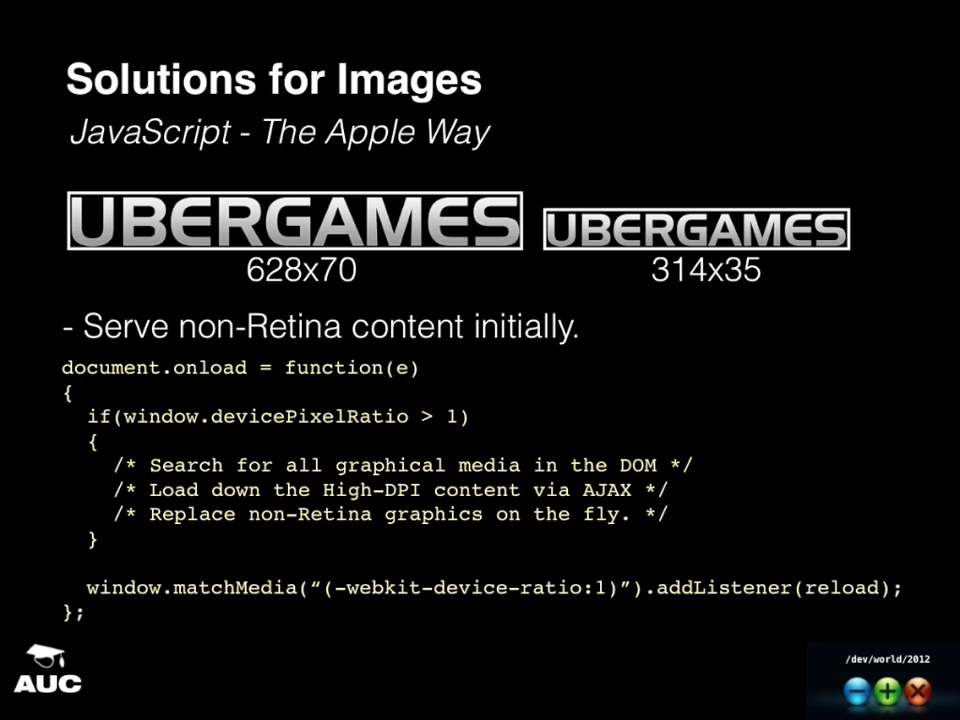 Solutions for Images
JavaScript - The Apple Way
UBERGAMES
UBERGAMES
628x70
314x35
- Serve non-Retina content initially.
document.onload = function(e)
{
if(window.devicePixelRatio > 1)
{
/* Search for all graphical media in the DOM */
/* Load down the High-DPI content via AJAX */
/* Replace non-Retina graphics on the fly. */
}
window.matchMedia(“(-webkit-device-ratio:1)”).addListener(reload);
};
AUC
/dev/world/2012